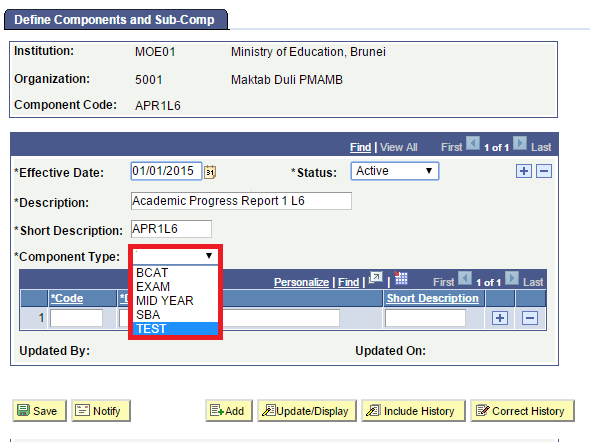 Define Components and Sub-Comp
Institution: MOE01 Ministry of Education, Brunei
Organization: 5001 Maktab Duli PMAMB
Component Code: APR1L6
Find | View All First 1 of 1 Last
*Effective Date: 01/01/2015 31 *Status: Active
*Description: Academic Progress Report 1 L6
*Short Description: APR1L6
*Component Type:
BCAT
EXAM
MID YEAR
SBA
TEST
Personalize | Find | First 1 of 1 Last
*Code Short Description
1
Updated By: Updated On:
Save Notify Add Update/Display Include History Correct History